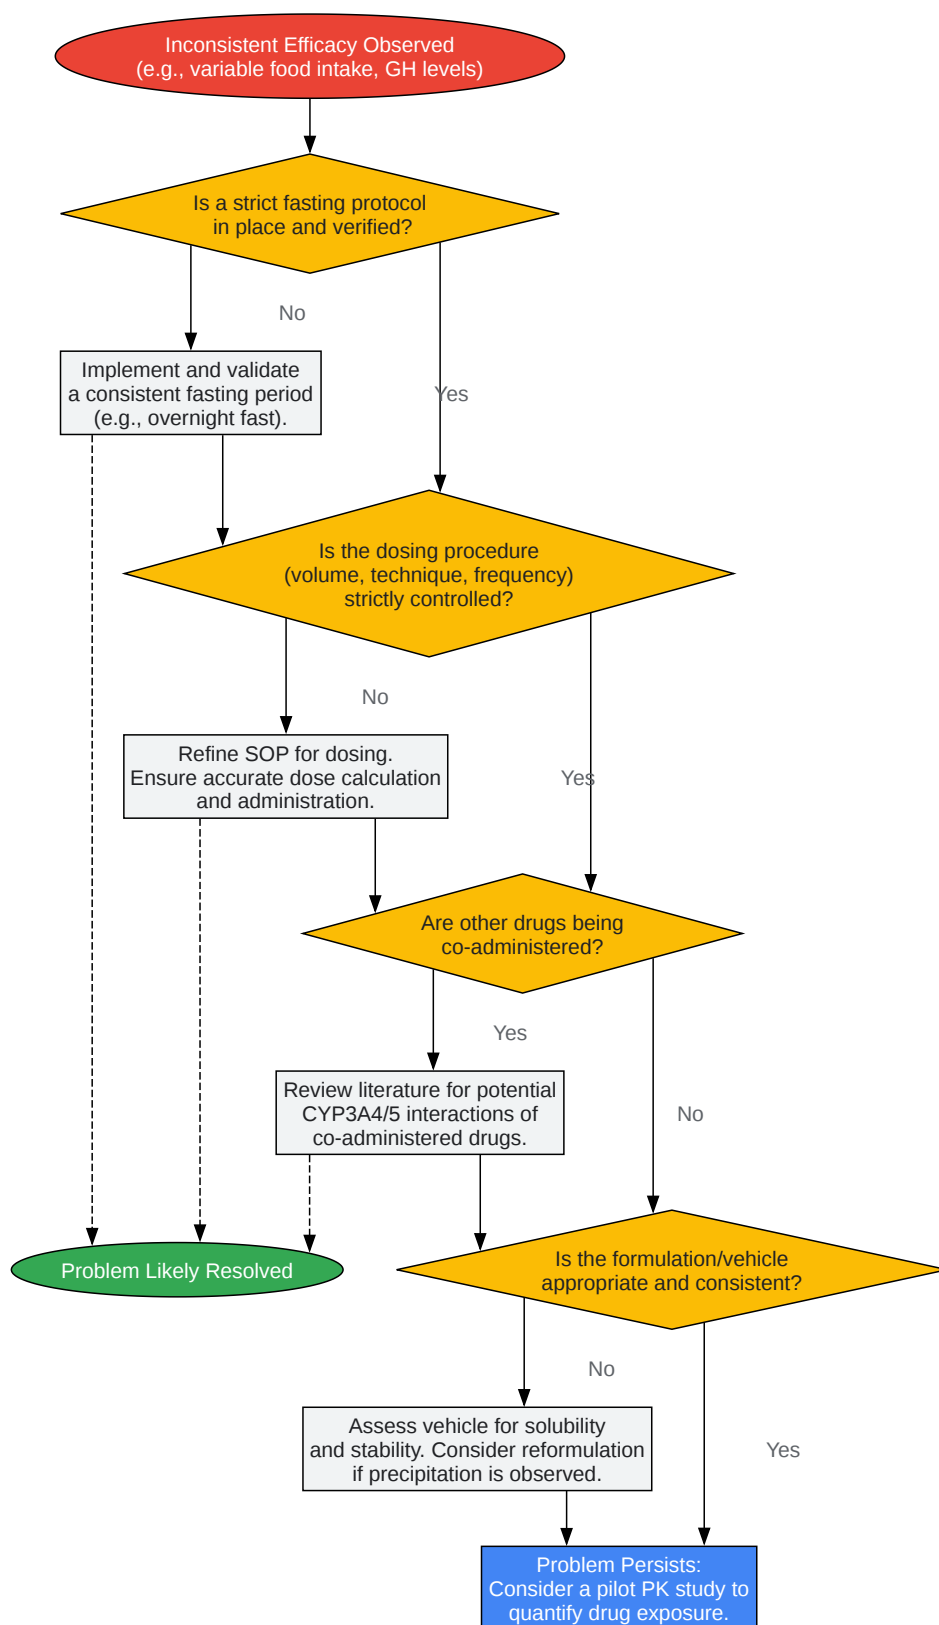 Inconsistent Efficacy Observed
(e.g., variable food intake, GH levels)
Is a strict fasting protocol
in place and verified?
No
Implement and validate
a consistent fasting period
(e.g., overnight fast).
Yes
Is the dosing procedure
(volume, technique, frequency)
strictly controlled?
No
Refine SOP for dosing.
Ensure accurate dose calculation
and administration.
Yes
Are other drugs being
co-administered?
Yes
Review literature for potential
CYP3A4/5 interactions of
co-administered drugs.
No
Problem Likely Resolved
Is the formulation/vehicle
appropriate and consistent?
No
Assess vehicle for solubility
and stability. Consider reformulation
if precipitation is observed.
Yes
Problem Persists:
Consider a pilot PK study to
quantify drug exposure.